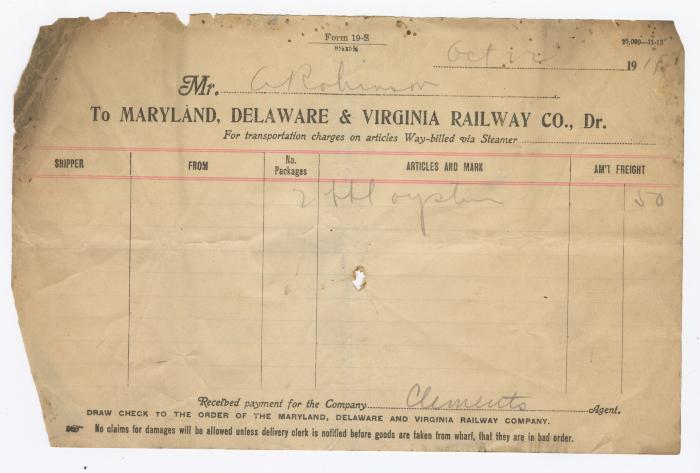 Form 19-S
8½x5½
25,000—11-13
Oct 22 1915
Mr. A Robinson
To MARYLAND, DELAWARE & VIRGINIA RAILWAY CO., Dr.
For transportation charges on articles Way-billed via Steamer
SHIPPER FROM No. Packages ARTICLES AND MARK AM'T FREIGHT
2 bbl oysters 50
Received payment for the Company Clements Agent.
DRAW CHECK TO THE ORDER OF THE MARYLAND, DELAWARE AND VIRGINIA RAILWAY COMPANY.
No claims for damages will be allowed unless delivery clerk is notified before goods are taken from wharf, that they are in bad order.